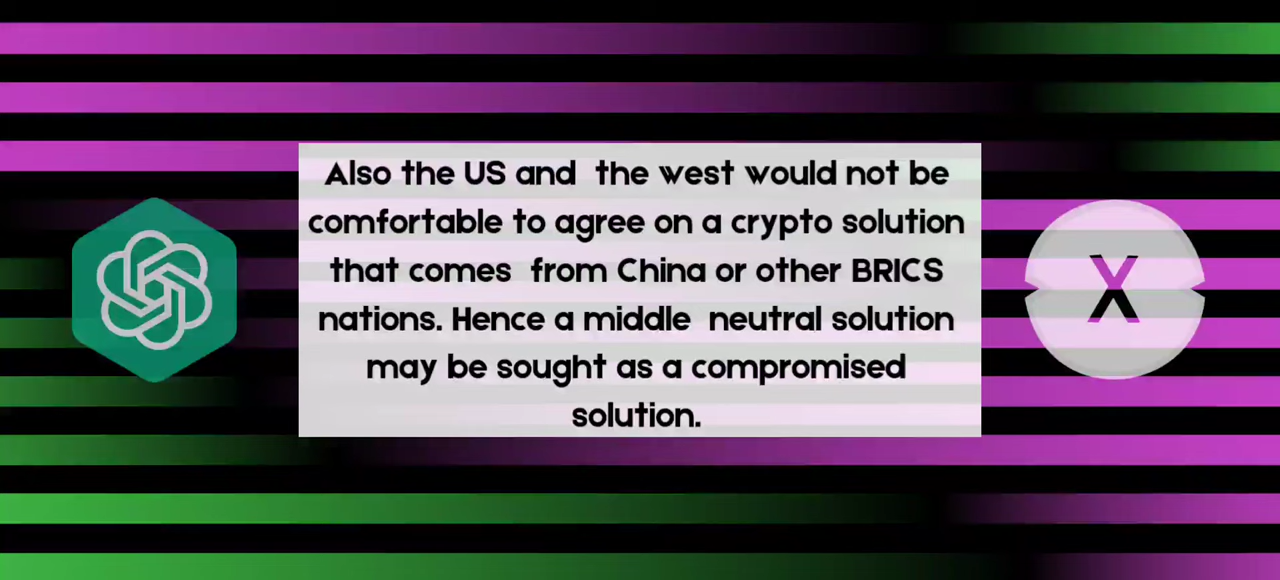 Also the US and the west would not be
comfortable to agree on a crypto solution
that comes from China or other BRICS
nations. Hence a middle neutral solution
may be sought as a compromised
solution.
X